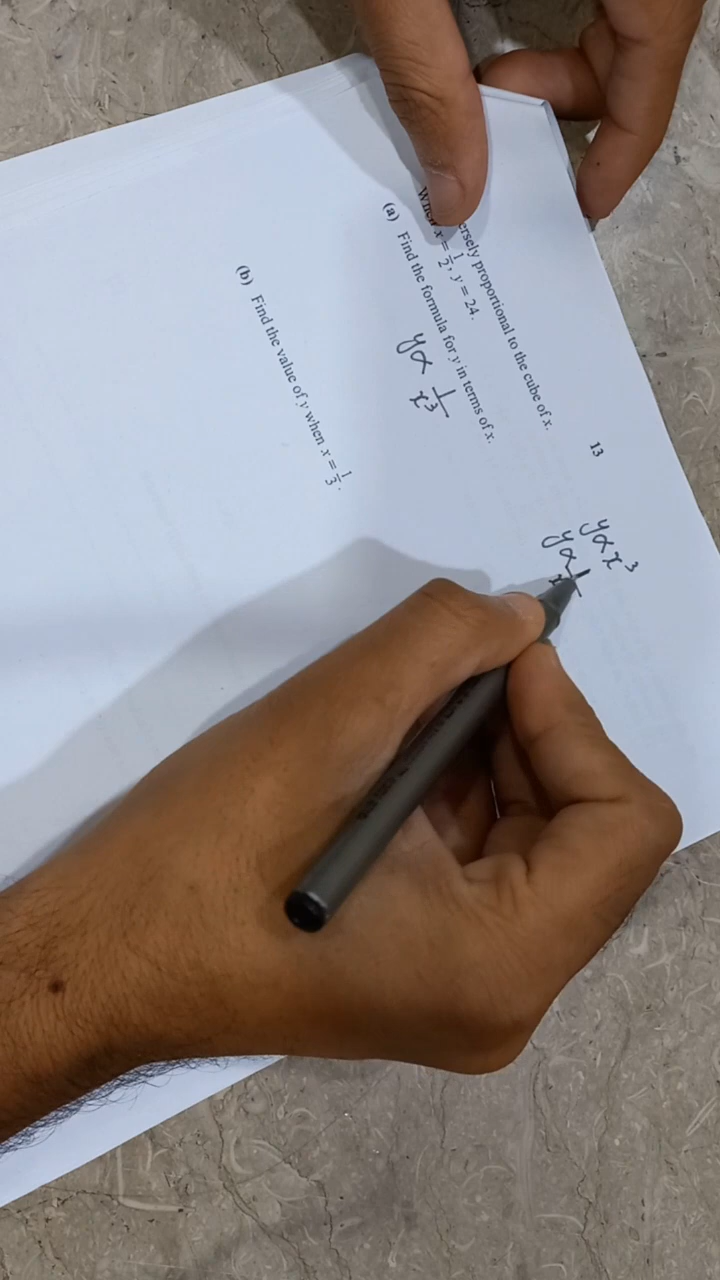 13
ersely proportional to the cube of x.
When x = 1/2, y = 24.
(a) Find the formula for y in terms of x.
y ∝ 1/x³
y ∝ x³
y ∝ 1/x
(b) Find the value of y when x = 1/3.